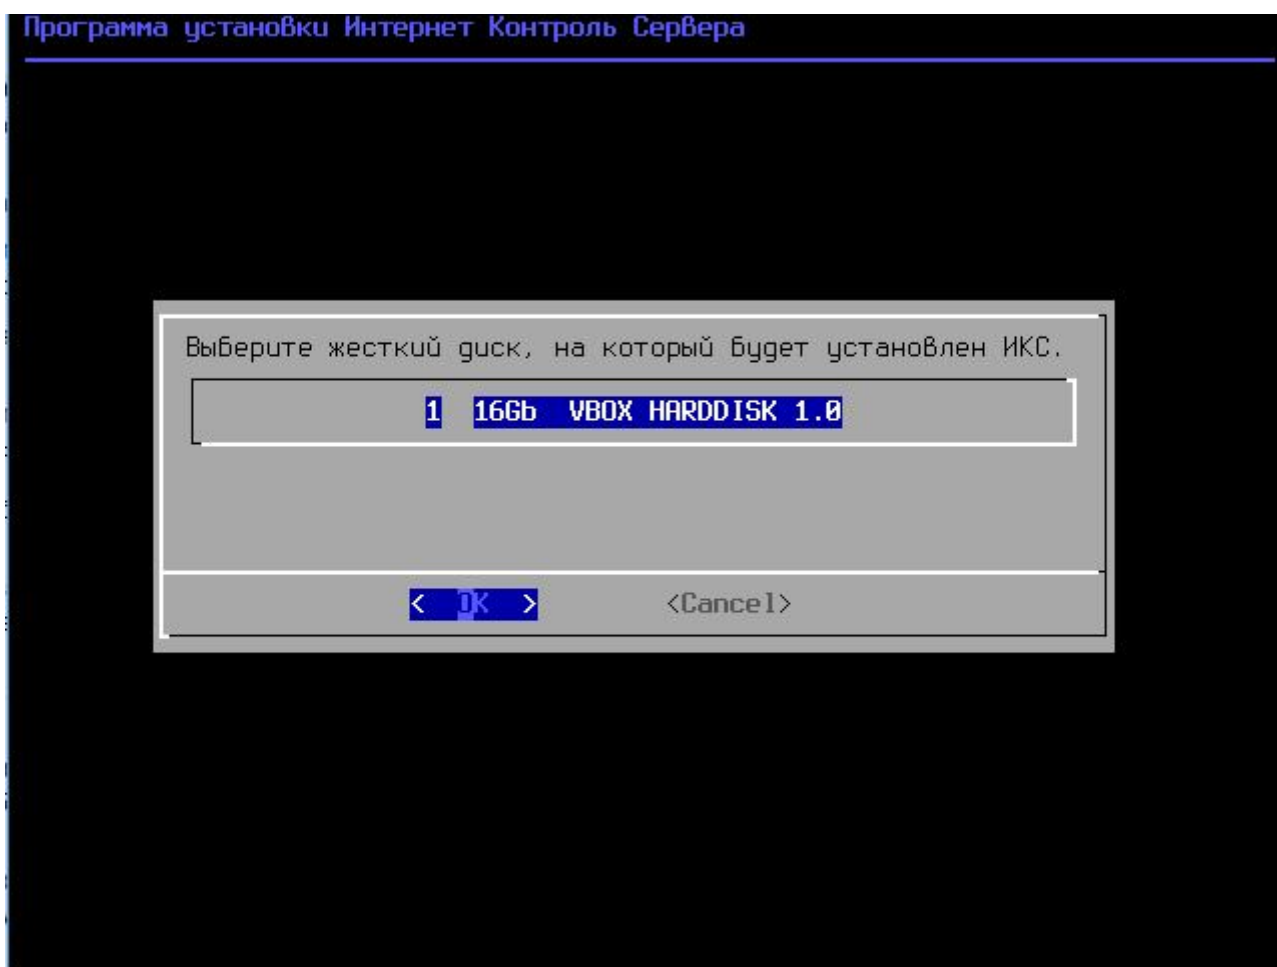 Программа установки Интернет Контроль Сервера
Выберите жесткий диск, на который будет установлен ИКС.
1 16Gb VBOX HARDDISK 1.0
< OK > <Cancel>